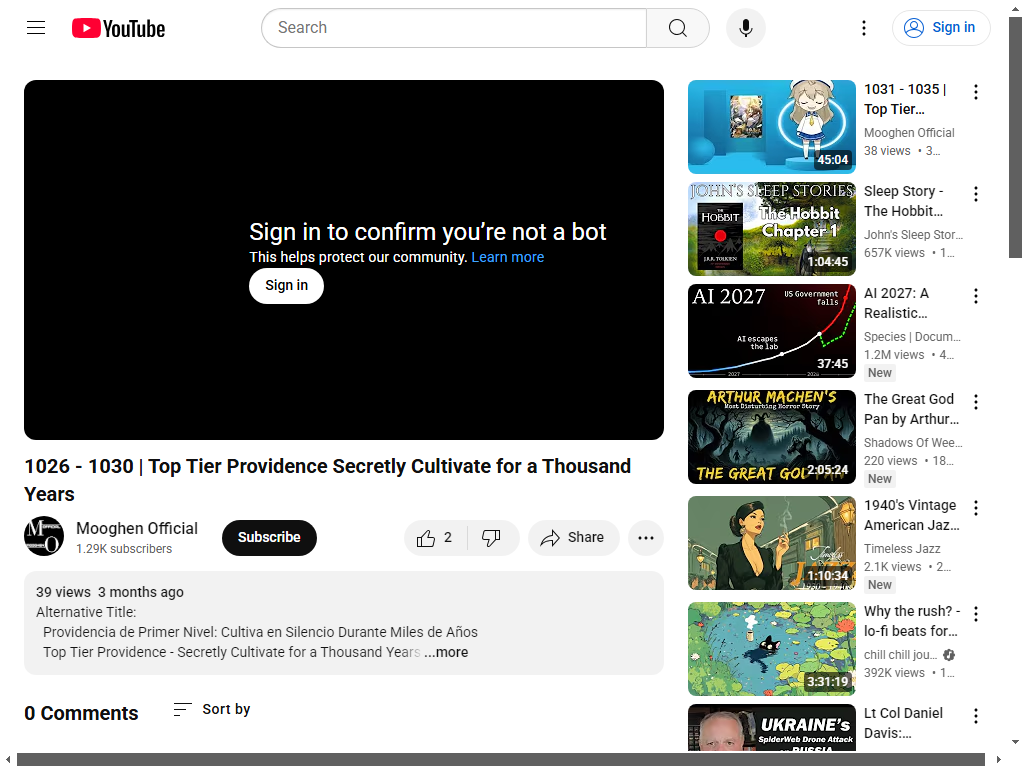 YouTube
Search
Sign in
Sign in to confirm you’re not a bot
This helps protect our community. Learn more
Sign in
1026 - 1030 | Top Tier Providence Secretly Cultivate for a Thousand
Years
Mooghen Official
1.29K subscribers
Subscribe
2
Share
39 views 3 months ago
Alternative Title:
Providencia de Primer Nivel: Cultiva en Silencio Durante Miles de Años
Top Tier Providence - Secretly Cultivate for a Thousand Years ...more
0 Comments
Sort by
45:04
1031 - 1035 |
Top Tier...
Mooghen Official
38 views • 3...
JOHN'S SLEEP STORIES
THE
HOBBIT
J.R.R. TOLKIEN
The Hobbit
Chapter 1
1:04:45
Sleep Story -
The Hobbit...
John's Sleep Stor...
657K views • 1...
AI 2027
US Government
falls
AI escapes
the lab
2027
37:45
AI 2027: A
Realistic...
Species | Docum...
1.2M views • 4...
New
ARTHUR MACHEN'S
Most Disturbing Horror Story
THE GREAT GOD PAN
2:05:24
The Great God
Pan by Arthur...
Shadows Of Wee...
220 views • 18...
New
Timeless
JAZZ
1:10:34
1940's Vintage
American Jaz...
Timeless Jazz
2.1K views • 2...
New
3:31:19
Why the rush? -
lo-fi beats for...
chill chill jou...
392K views • 1...
UKRAINE's
SpiderWeb Drone Attack
on RUSSIA
Lt Col Daniel
Davis:...